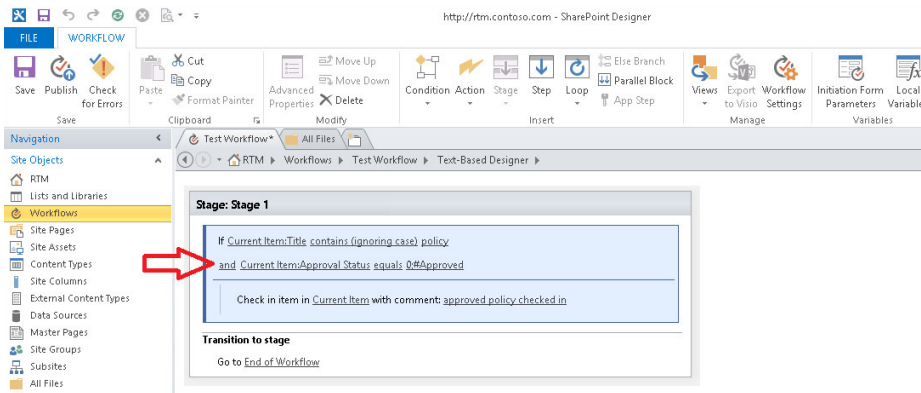 http://rtm.contoso.com - SharePoint Designer
FILE WORKFLOW
Save Publish Check for Errors
Save
Paste Cut Copy Format Painter
Clipboard
Advanced Properties Move Up Move Down Delete
Modify
Condition Action Stage Step Loop Else Branch Parallel Block App Step
Insert
Views Export to Visio Workflow Settings
Manage
Initiation Form Parameters Local
Variables
Navigation
Site Objects
RTM
Lists and Libraries
Workflows
Site Pages
Site Assets
Content Types
Site Columns
External Content Types
Data Sources
Master Pages
Site Groups
Subsites
All Files
Test Workflow* All Files
RTM Workflows Test Workflow Text-Based Designer
Stage: Stage 1
If Current Item:Title contains (ignoring case) policy
and Current Item:Approval Status equals 0;#Approved
Check in item in Current Item with comment: approved policy checked in
Transition to stage
Go to End of Workflow